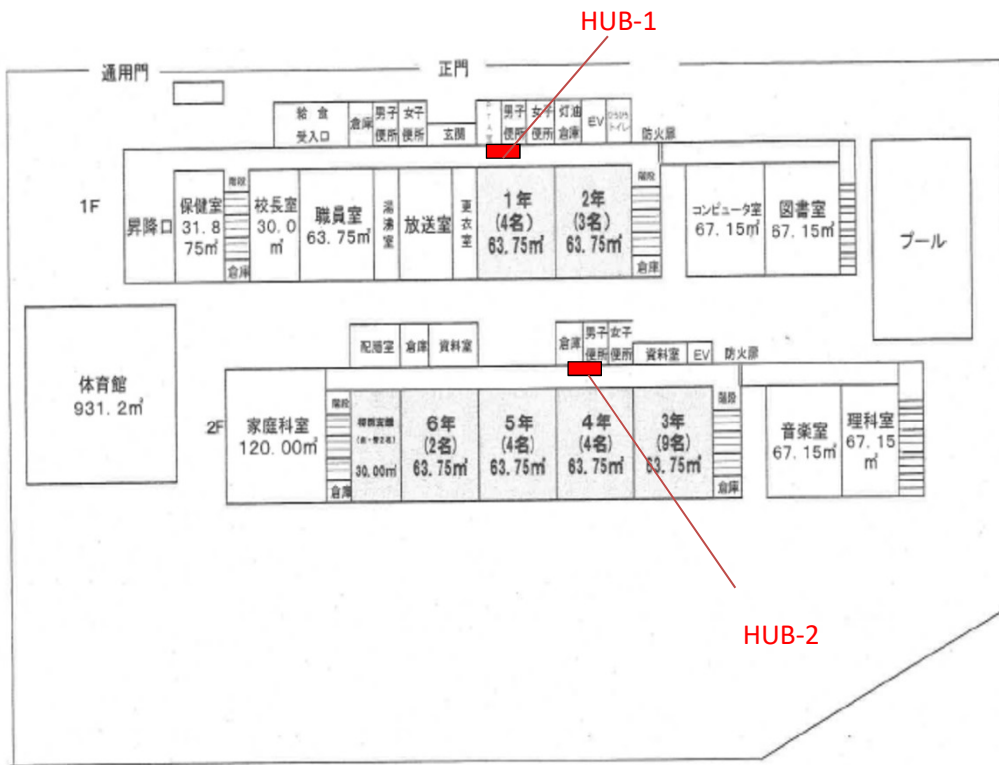 HUB-1
通用門
正門
給食
受入口
倉庫
男子
便所
女子
便所
玄関
男子
便所
女子
便所
灯油
倉庫
EV
ひろびろ
トイレ
防火扉
1F
昇降口
保健室
31.8
75㎡
階段
倉庫
校長室
30.0
㎡
職員室
63.75㎡
湯沸室
放送室
更衣室
1年
(4名)
63.75㎡
2年
(3名)
63.75㎡
階段
倉庫
コンピュータ室
67.15㎡
図書室
67.15㎡
プール
体育館
931.2㎡
配膳室
倉庫
資料室
倉庫
男子
便所
女子
便所
資料室
EV
防火扉
2F
家庭科室
120.00㎡
階段
倉庫
30.00㎡
6年
(2名)
63.75㎡
5年
(4名)
63.75㎡
4年
(4名)
63.75㎡
3年
(9名)
63.75㎡
階段
倉庫
音楽室
67.15㎡
理科室
67.15
㎡
HUB-2